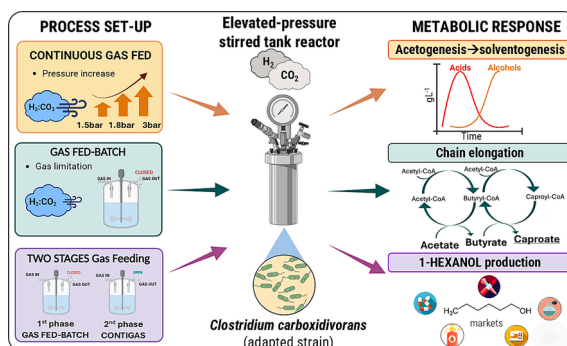 PROCESS SET-UP
CONTINUOUS GAS FED
• Pressure increase
H₂:CO₂
1.5bar
1.8bar
3bar
GAS FED-BATCH
• Gas limitation
H₂:CO₂
GAS IN
CLOSED
GAS OUT
TWO STAGES Gas Feeding
GAS IN
CLOSED
GAS OUT
GAS IN
OPEN
GAS OUT
1st phase
GAS FED-BATCH
2nd phase
CONTIGAS
Elevated-pressure
stirred tank reactor
H₂
CO₂
Clostridium carboxidivorans
(adapted strain)
METABOLIC RESPONSE
Acetogenesis→solventogenesis
Acids
Alcohols
gL⁻¹
Time
Chain elongation
Acetyl-CoA
Acetyl-CoA
Acetyl-CoA
Butyryl-CoA
Caproyl-CoA
Acetate
Butyrate
Caproate
1-HEXANOL production
H₃C
OH
markets